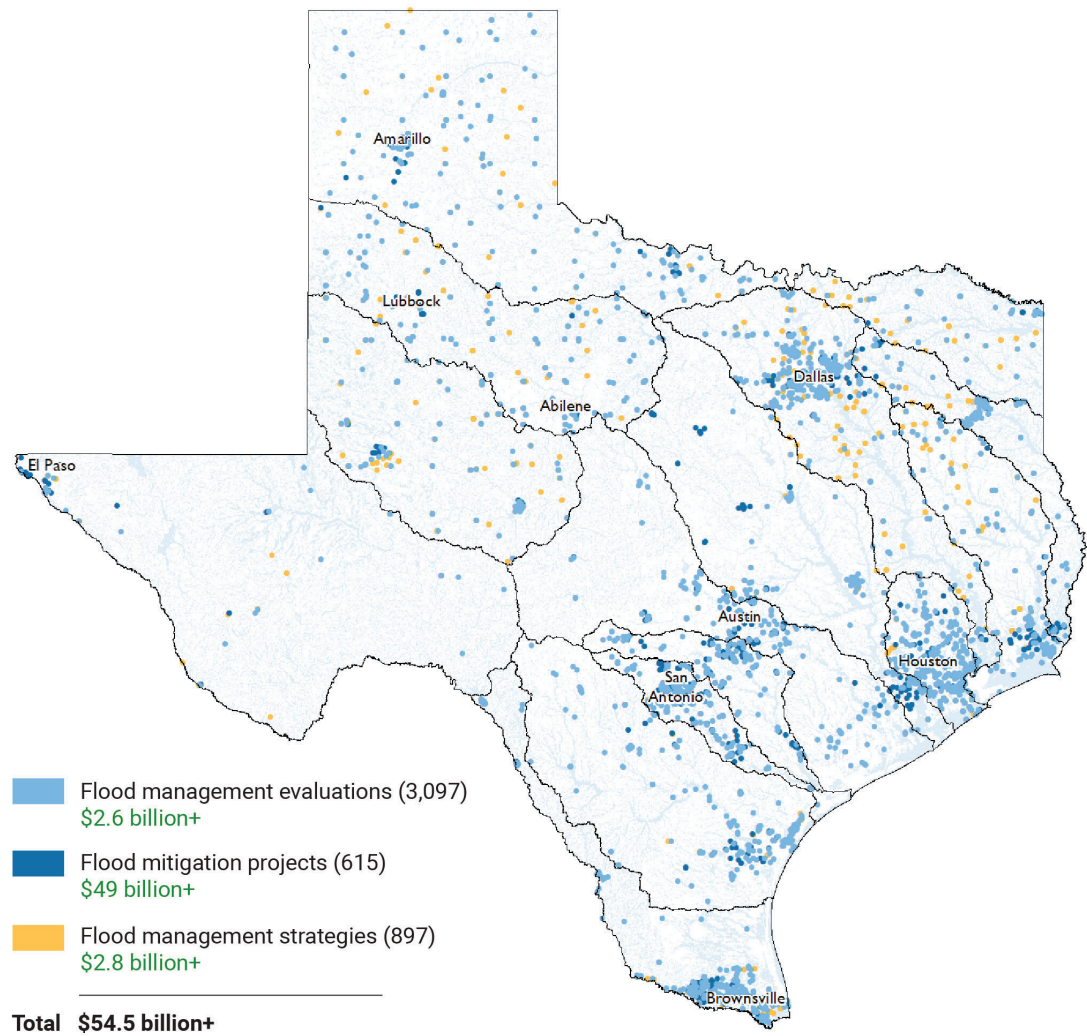 Amarillo
Lubbock
Abilene
Dallas
El Paso
Austin
Houston
San
Antonio
Brownsville
Flood management evaluations (3,097)
$2.6 billion+
Flood mitigation projects (615)
$49 billion+
Flood management strategies (897)
$2.8 billion+
Total $54.5 billion+